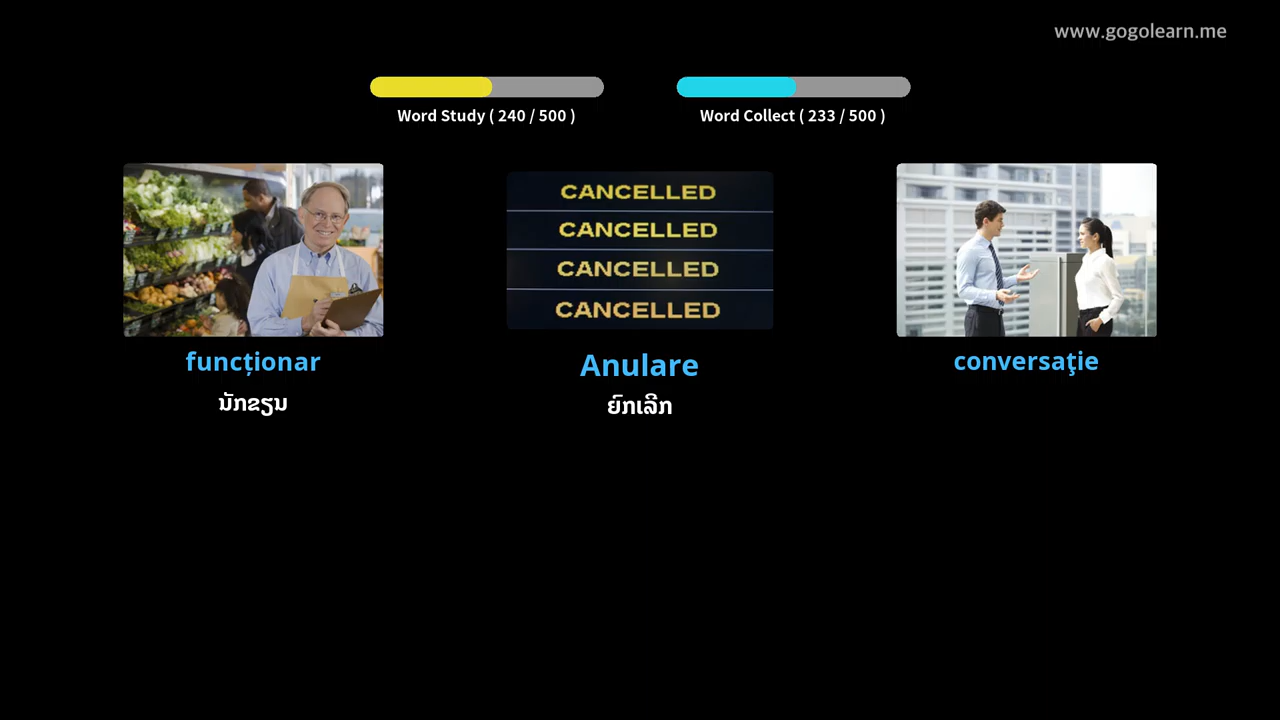 www.gogolearn.me
Word Study ( 240 / 500 )
Word Collect ( 233 / 500 )
CANCELLED
CANCELLED
CANCELLED
CANCELLED
funcționar
ນັກຂຽນ
Anulare
ຍົກເລີກ
conversaţie